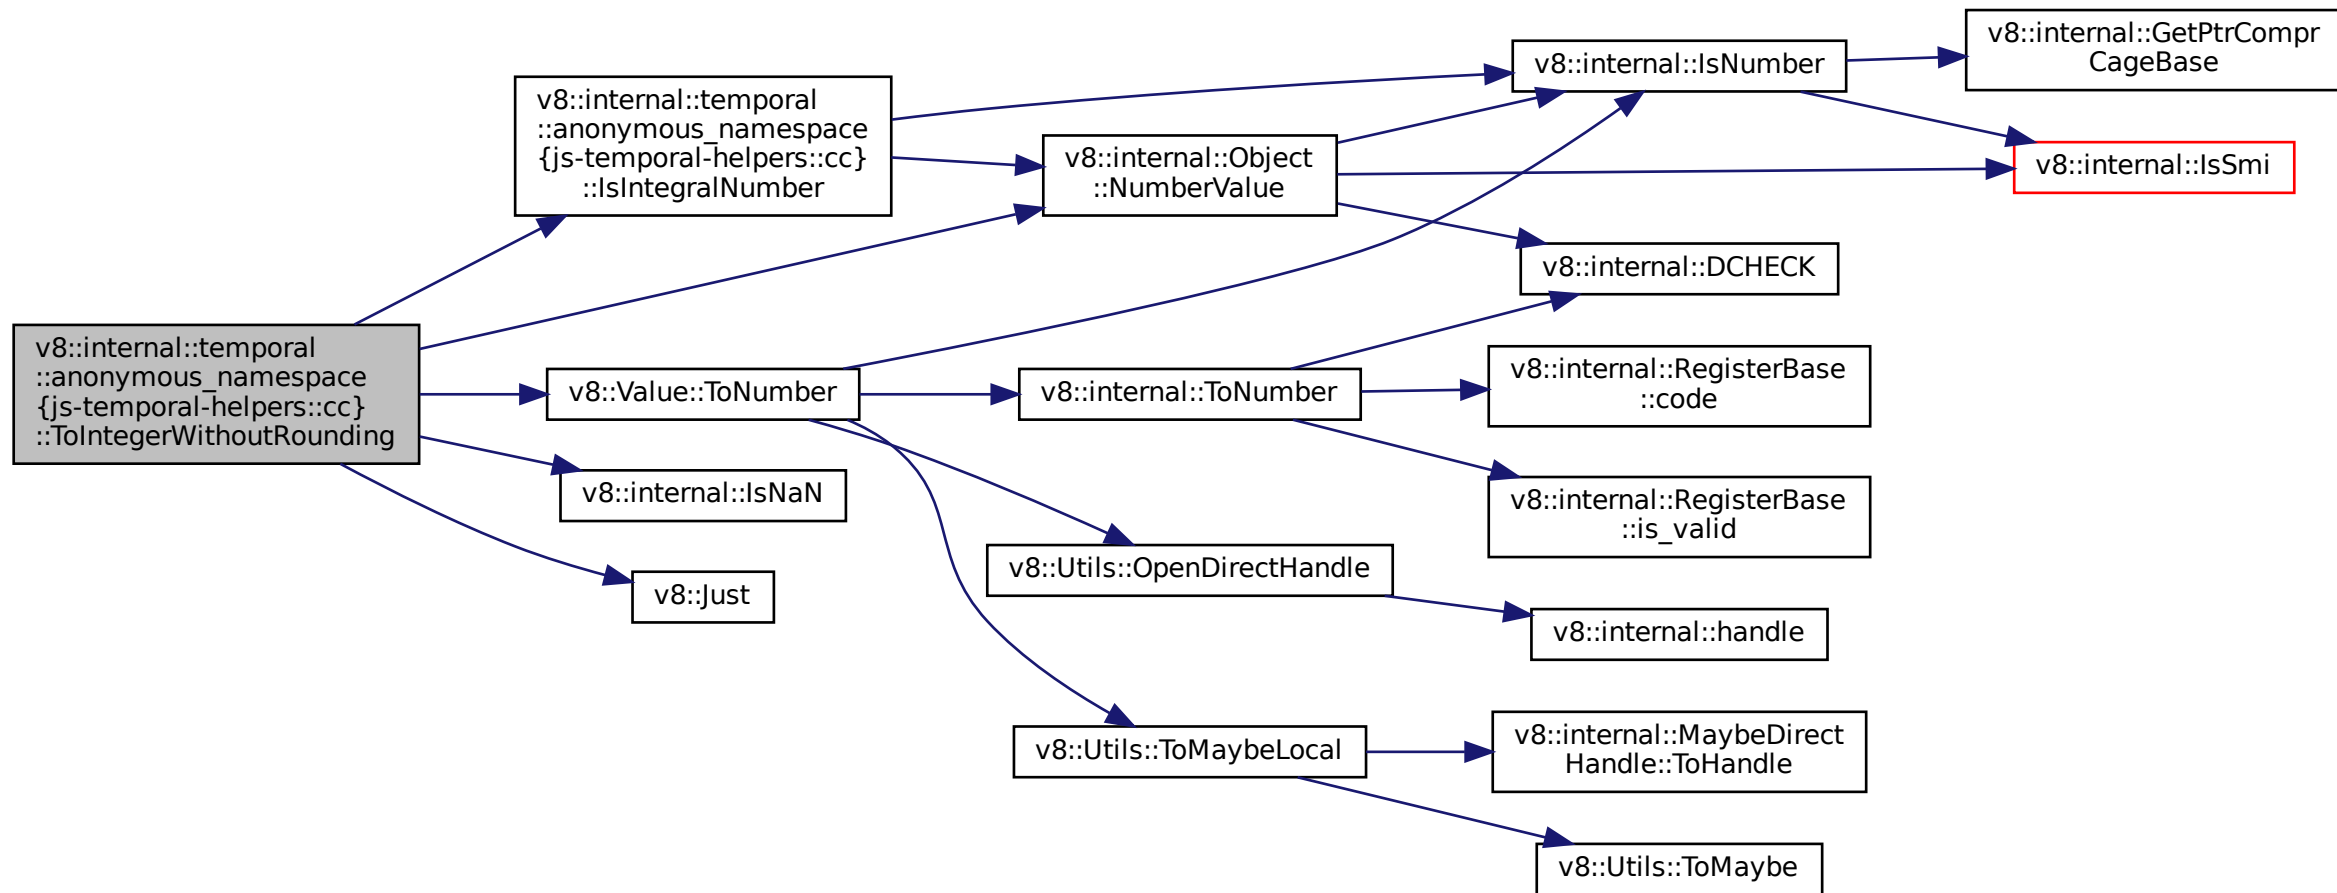 v8::internal::temporal
::anonymous_namespace
{js-temporal-helpers::cc}
::ToIntegerWithoutRounding
v8::internal::temporal
::anonymous_namespace
{js-temporal-helpers::cc}
::IsIntegralNumber
v8::Value::ToNumber
v8::internal::IsNaN
v8::Just
v8::internal::Object
::NumberValue
v8::internal::ToNumber
v8::Utils::OpenDirectHandle
v8::Utils::ToMaybeLocal
v8::internal::IsNumber
v8::internal::DCHECK
v8::internal::RegisterBase
::code
v8::internal::RegisterBase
::is_valid
v8::internal::handle
v8::internal::MaybeDirect
Handle::ToHandle
v8::Utils::ToMaybe
v8::internal::GetPtrCompr
CageBase
v8::internal::IsSmi